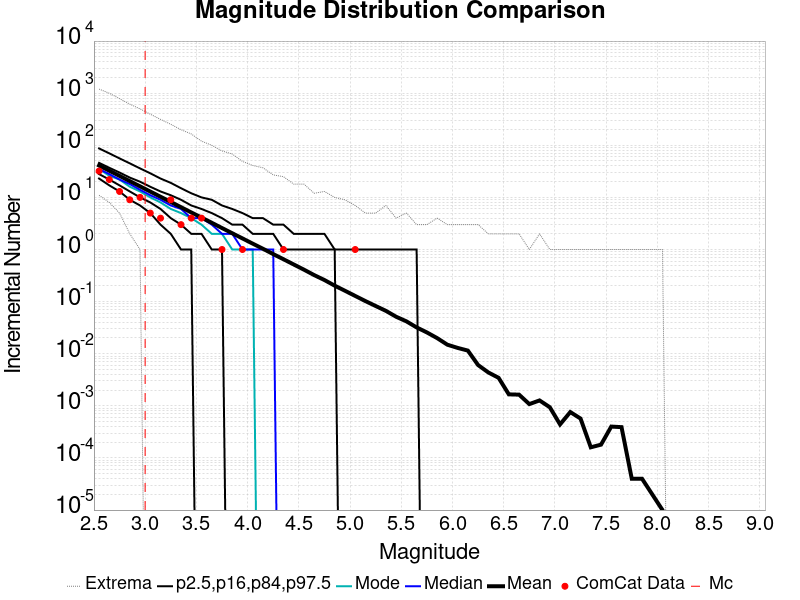 Magnitude Distribution Comparison
10^4
10^3
10^2
10^1
10^0
10^-1
10^-2
10^-3
10^-4
10^-5
Incremental Number
2.5 3.0 3.5 4.0 4.5 5.0 5.5 6.0 6.5 7.0 7.5 8.0 8.5 9.0
Magnitude
Extrema p2.5,p16,p84,p97.5 Mode Median Mean ComCat Data Mc